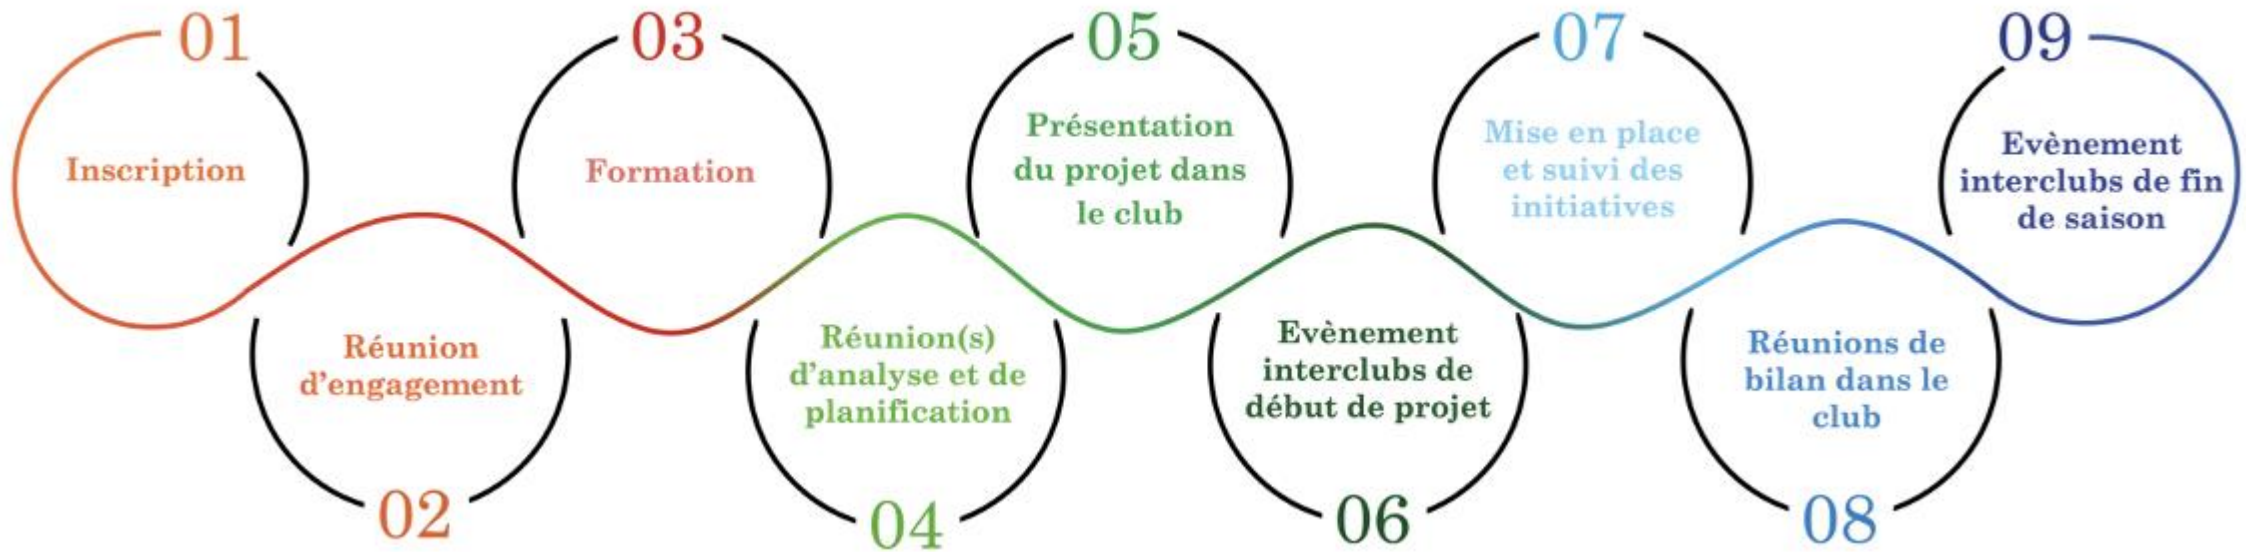 01
Inscription
02
Réunion
d'engagement
03
Formation
04
Réunion(s)
d'analyse et de
planification
05
Présentation
du projet dans
le club
06
Evènement
interclubs de
début de projet
07
Mise en place
et suivi des
initiatives
08
Réunions de
bilan dans le
club
09
Evènement
interclubs de fin
de saison